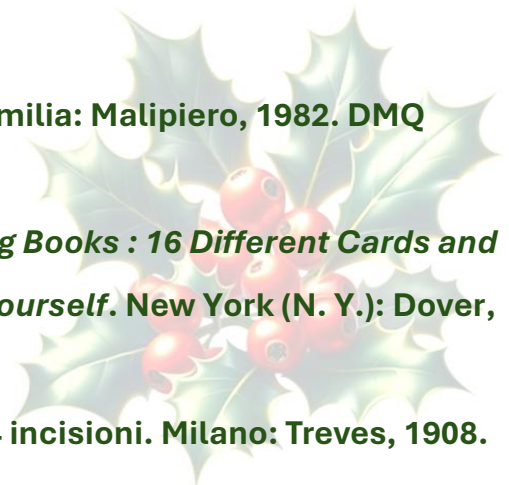 milia: Malipiero, 1982. DMQ
g Books : 16 Different Cards and
ourself. New York (N. Y.): Dover,
incisioni. Milano: Treves, 1908.